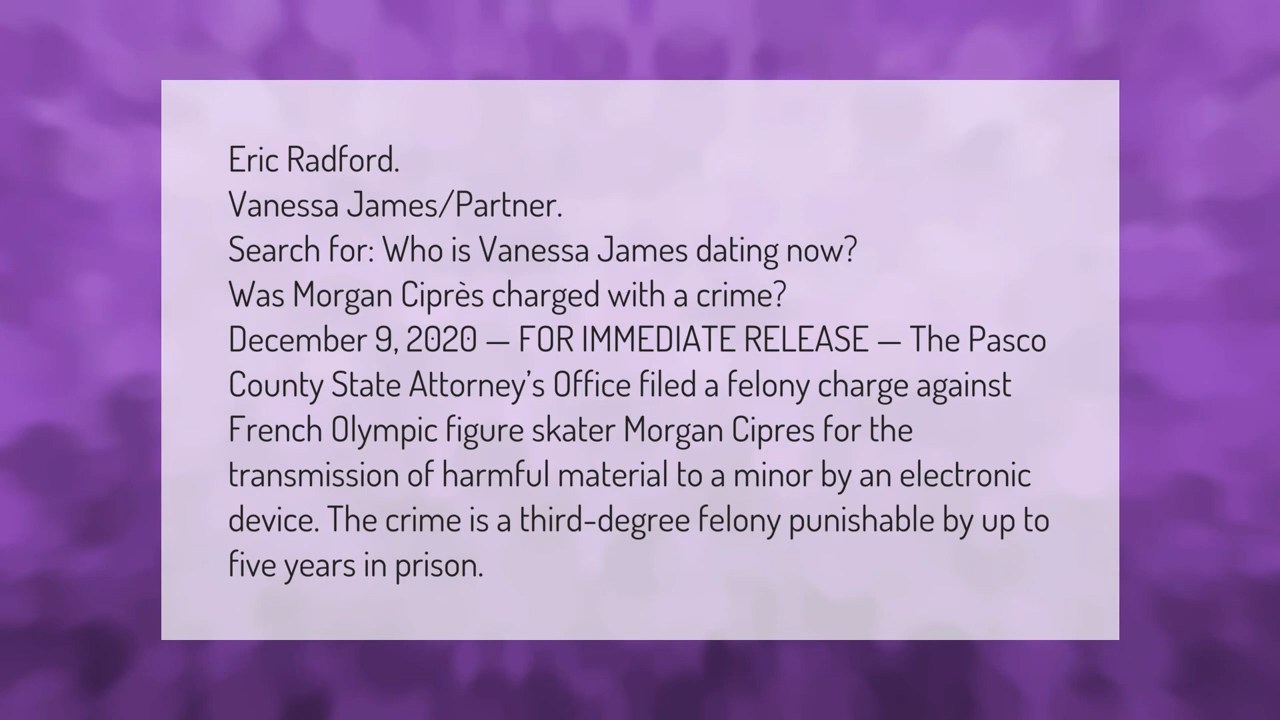 Eric Radford.
Vanessa James/Partner.
Search for: Who is Vanessa James dating now?
Was Morgan Ciprès charged with a crime?
December 9, 2020 — FOR IMMEDIATE RELEASE — The Pasco
County State Attorney’s Office filed a felony charge against
French Olympic figure skater Morgan Cipres for the
transmission of harmful material to a minor by an electronic
device. The crime is a third-degree felony punishable by up to
five years in prison.